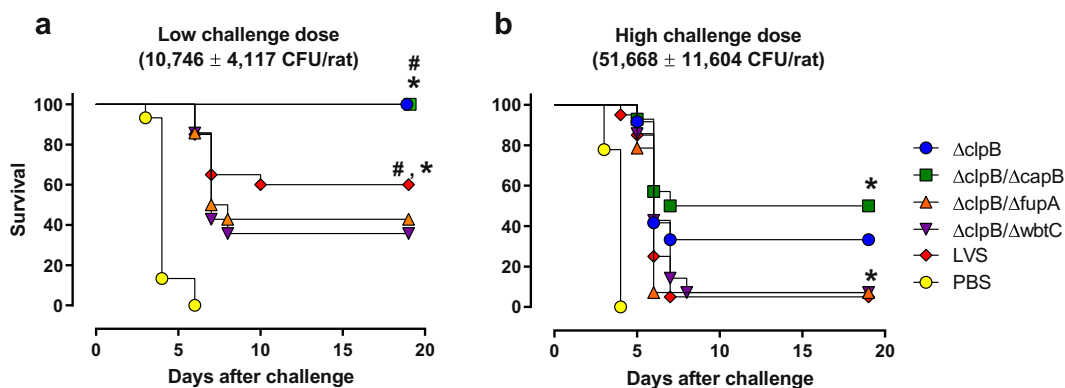 a
Low challenge dose
(10,746 ± 4,117 CFU/rat)
#
*
# , *
Survival
100
80
60
40
20
0
0 5 10 15 20
Days after challenge
b
High challenge dose
(51,668 ± 11,604 CFU/rat)
*
*
100
80
60
40
20
0
0 5 10 15 20
Days after challenge
ΔclpB
ΔclpB/ΔcapB
ΔclpB/ΔfupA
ΔclpB/ΔwbtC
LVS
PBS